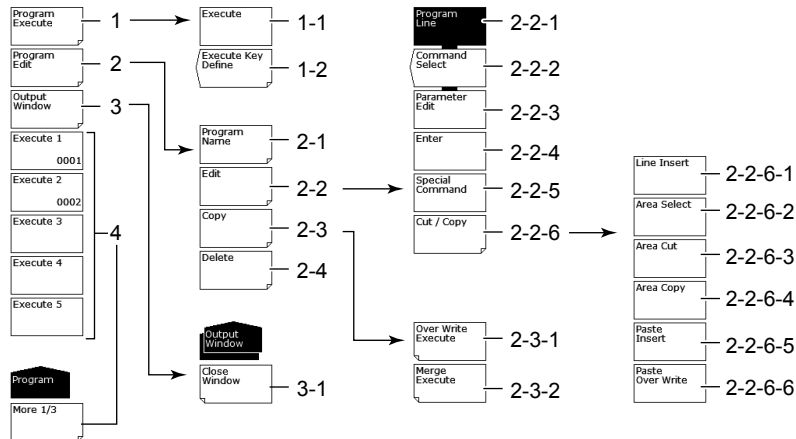 Program
Execute
1
Program
Edit
2
Output
Window
3
Execute 1
0001
Execute 2
0002
Execute 3
4
Execute 4
Execute 5
Program
More 1/3
Execute
1-1
Execute Key
Define
1-2
Program
Name
2-1
Edit
2-2
Copy
2-3
Delete
2-4
Output
Window
Close
Window
3-1
Program
Line
2-2-1
Command
Select
2-2-2
Parameter
Edit
2-2-3
Enter
2-2-4
Special
Command
2-2-5
Cut / Copy
2-2-6
Over Write
Execute
2-3-1
Merge
Execute
2-3-2
Line Insert
2-2-6-1
Area Select
2-2-6-2
Area Cut
2-2-6-3
Area Copy
2-2-6-4
Paste
Insert
2-2-6-5
Paste
Over Write
2-2-6-6